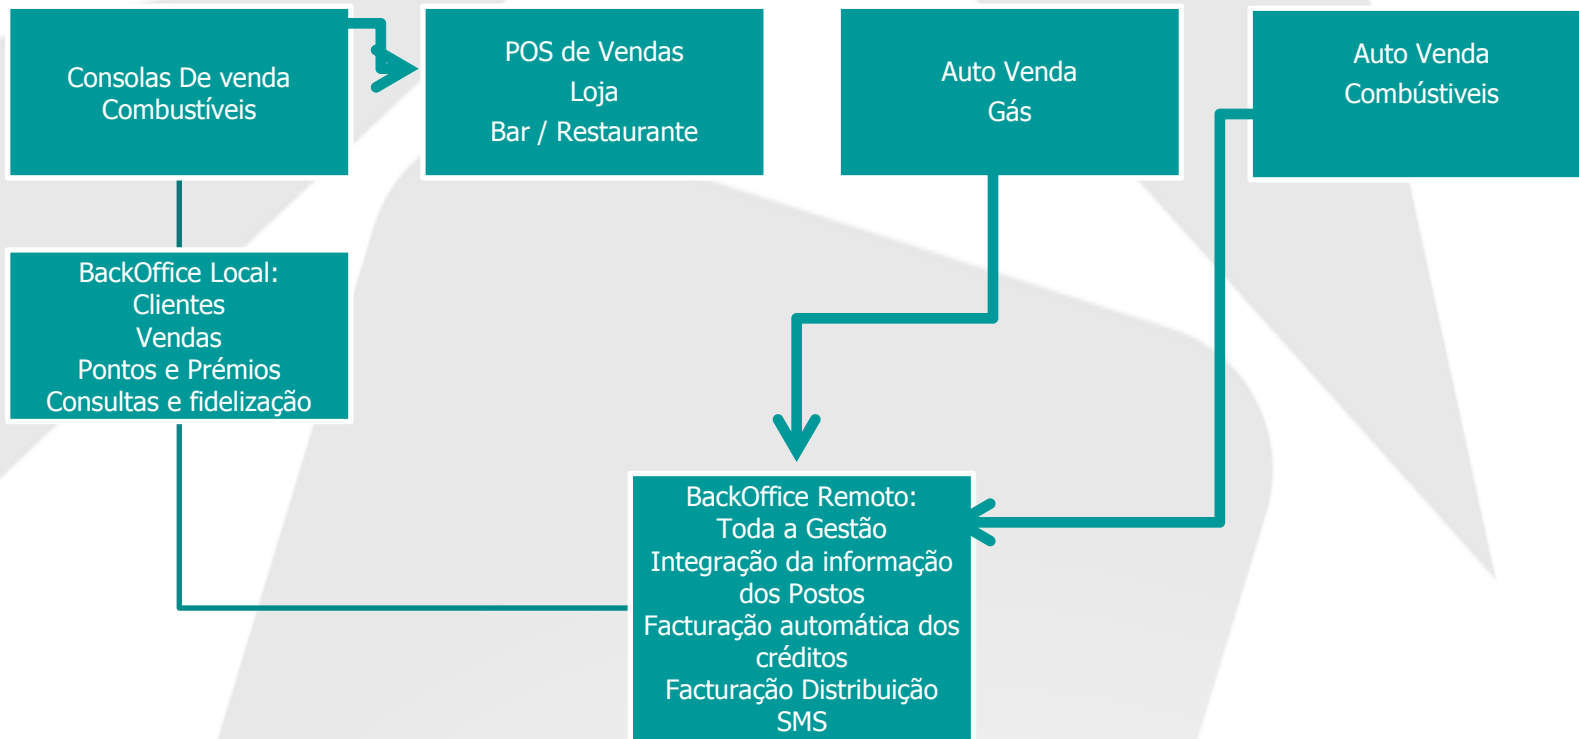 Consolas De venda
Combustíveis
POS de Vendas
Loja
Bar / Restaurante
Auto Venda
Gás
Auto Venda
Combústiveis
BackOffice Local:
Clientes
Vendas
Pontos e Prémios
Consultas e fidelização
BackOffice Remoto:
Toda a Gestão
Integração da informação
dos Postos
Facturação automática dos
créditos
Facturação Distribuição
SMS